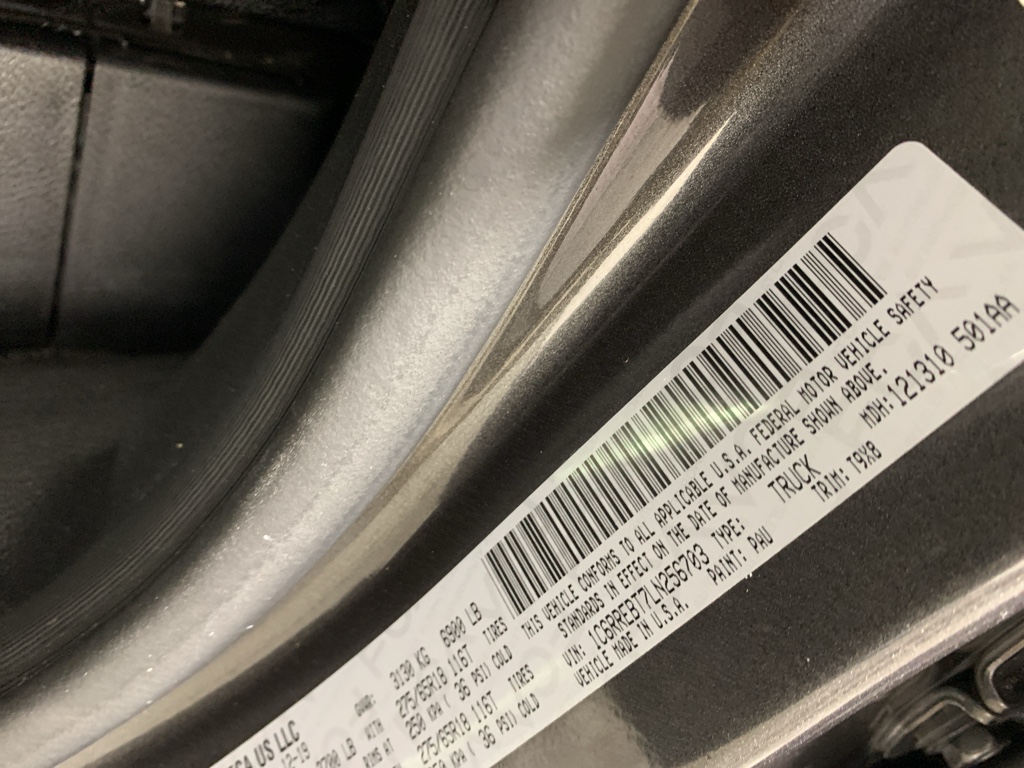 CA US LLC
12-19
GVWR: 3130 KG 6900 LB
3700 LB WITH 275/65R18 116T TIRES
RIMS AT 250 KPA ( 36 PSI) COLD
275/65R18 116T TIRES
250 KPA ( 36 PSI) COLD
THIS VEHICLE CONFORMS TO ALL APPLICABLE U.S.A. FEDERAL MOTOR VEHICLE SAFETY
STANDARDS IN EFFECT ON THE DATE OF MANUFACTURE SHOWN ABOVE.
VIN: 1C6RREBT7LN256703 TYPE: TRUCK MDH: 121310 501AA
VEHICLE MADE IN U.S.A. PAINT: PAU TRIM: T9X8